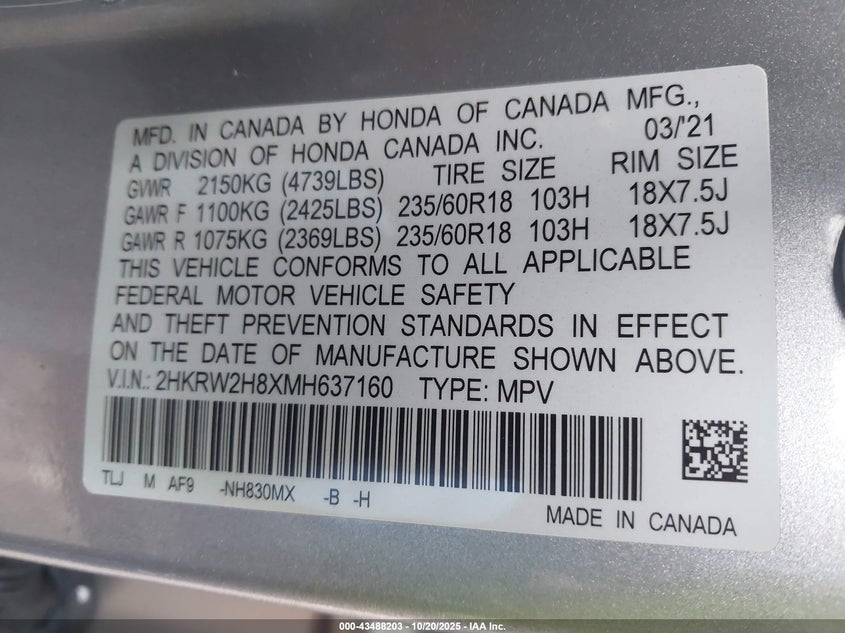 MFD. IN CANADA BY HONDA OF CANADA MFG.,
A DIVISION OF HONDA CANADA INC. 03/'21
GVWR 2150KG (4739LBS) TIRE SIZE RIM SIZE
GAWR F 1100KG (2425LBS) 235/60R18 103H 18X7.5J
GAWR R 1075KG (2369LBS) 235/60R18 103H 18X7.5J
THIS VEHICLE CONFORMS TO ALL APPLICABLE
FEDERAL MOTOR VEHICLE SAFETY
AND THEFT PREVENTION STANDARDS IN EFFECT
ON THE DATE OF MANUFACTURE SHOWN ABOVE.
V.I.N.: 2HKRW2H8XMH637160 TYPE: MPV
TLJ M AF9 -NH830MX -B -H
MADE IN CANADA
000-43488203 - 10/20/2025 - IAA Inc.